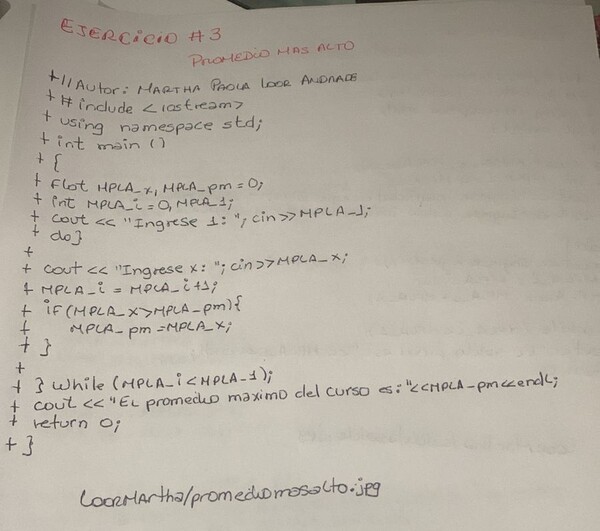 EJERCICIO #3
PROMEDIO MAS ALTO
+//Autor: MARTHA PAOLA LOOR ANDRADE
+# include <iostream>
+ using namespace std;
+ int main ()
+ {
+ flot MPLA_x, MPLA_pm = 0;
+ int MPLA_i = 0, MPLA_1;
+ cout << "Ingrese 1: "; cin>>MPLA_1;
+ do}
+
+ cout << "Ingrese x: "; cin>>MPLA_x;
+ MPLA_i = MPLA_i+1;
+ if (MPLA_x>MPLA_pm){
+ MPLA_pm =MPLA_x;
+ }
+
+ } while (MPLA_i<MPLA_1);
+ cout << "El promedio maximo del curso es: "<<MPLA_pm<<endl;
+ return 0;
+ }
LoorMartha/promediomasalto.jpg